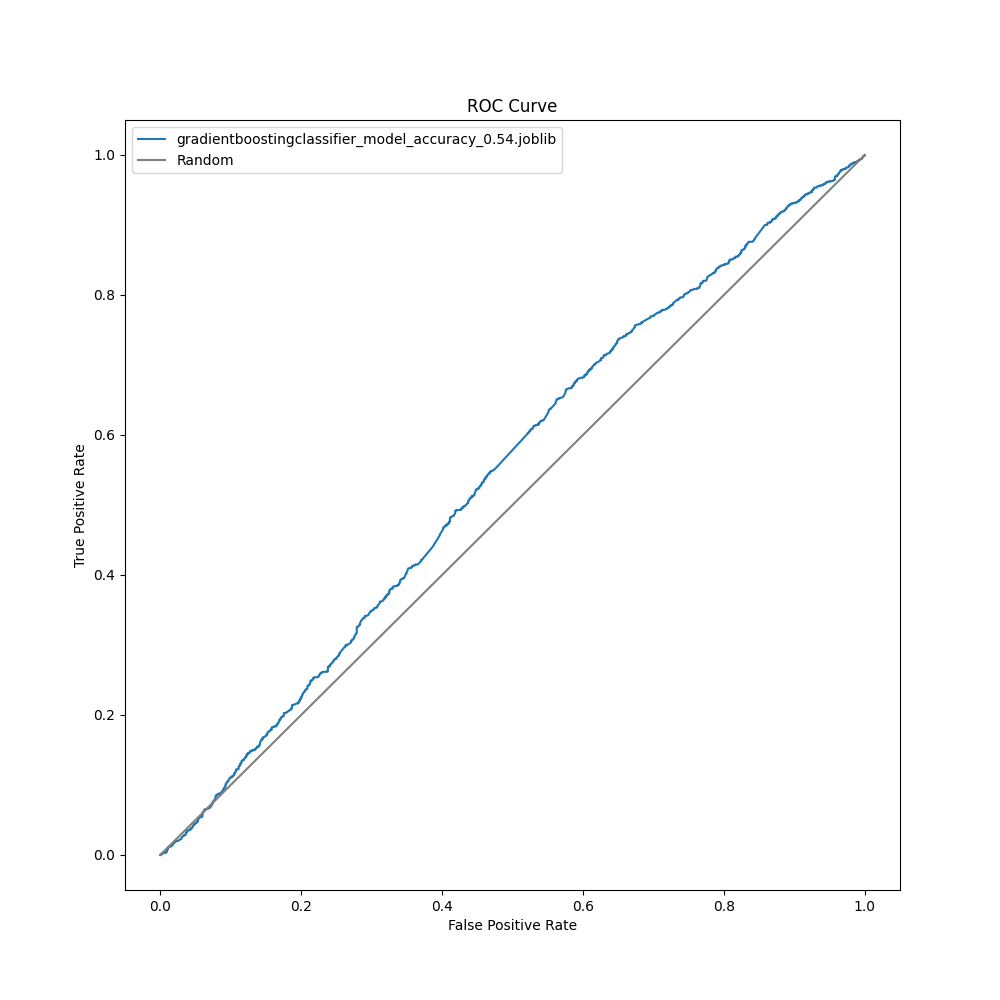 ROC Curve
gradientboostingclassifier_model_accuracy_0.54.joblib
Random
1.0
0.8
0.6
0.4
0.2
0.0
True Positive Rate
0.0 0.2 0.4 0.6 0.8 1.0
False Positive Rate